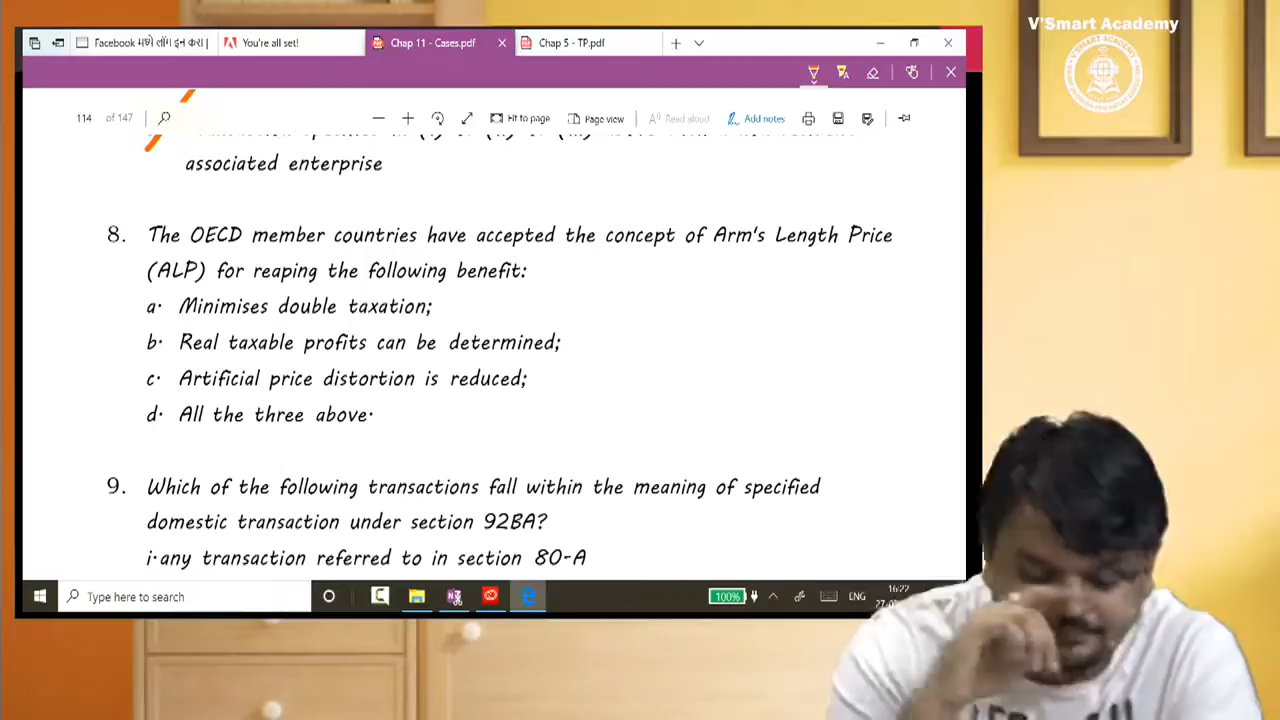 V'Smart Academy
Facebook मध्ये लॉग इन करा |
You're all set!
Chap 11 - Cases.pdf
Chap 5 - TP.pdf
114 of 147
Fit to page
Page view
Read aloud
Add notes
associated enterprise
8. The OECD member countries have accepted the concept of Arm's Length Price
(ALP) for reaping the following benefit:
a· Minimises double taxation;
b· Real taxable profits can be determined;
c· Artificial price distortion is reduced;
d· All the three above·
9. Which of the following transactions fall within the meaning of specified
domestic transaction under section 92BA?
i·any transaction referred to in section 80-A
Type here to search
100%
ENG
16:22